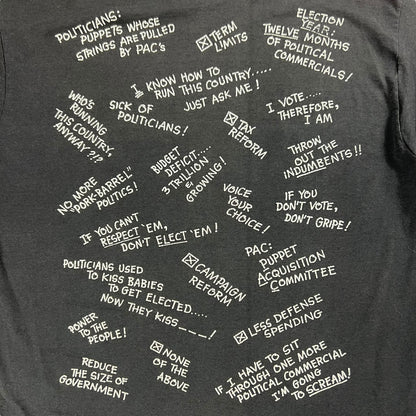 POLITICIANS:
PUPPETS WHOSE
STRINGS ARE PULLED
BY PAC's
☒ TERM
LIMITS
ELECTION
YEAR:
TWELVE MONTHS
OF POLITICAL
COMMERCIALS!
I KNOW HOW TO
RUN THIS COUNTRY.....
JUST ASK ME!
WHO'S
RUNNING
THIS COUNTRY,
ANYWAY???
SICK OF
POLITICIANS!
☒ TAX
REFORM
I VOTE.....
THEREFORE,
I AM
THROW
OUT THE
INDUMBENTS!!
BUDGET
DEFICIT....
3 TRILLION
GROWING!
NO MORE
"PORK-BARREL"
POLITICS!
VOICE
YOUR
CHOICE!
IF YOU
DON'T VOTE,
DON'T GRIPE!
IF YOU CAN'T
RESPECT 'EM,
DON'T ELECT 'EM!
PAC:
PUPPET
ACQUISITION
COMMITTEE
POLITICIANS USED
TO KISS BABIES
TO GET ELECTED.....
NOW THEY KISS ___!
☒ CAMPAIGN
REFORM
POWER
TO THE
PEOPLE!
☒ LESS DEFENSE
SPENDING
REDUCE
THE SIZE OF
GOVERNMENT
☒ NONE
OF THE
ABOVE
IF I HAVE TO SIT
THROUGH ONE MORE
POLITICAL COMMERCIAL
I'M GOING
TO SCREAM!